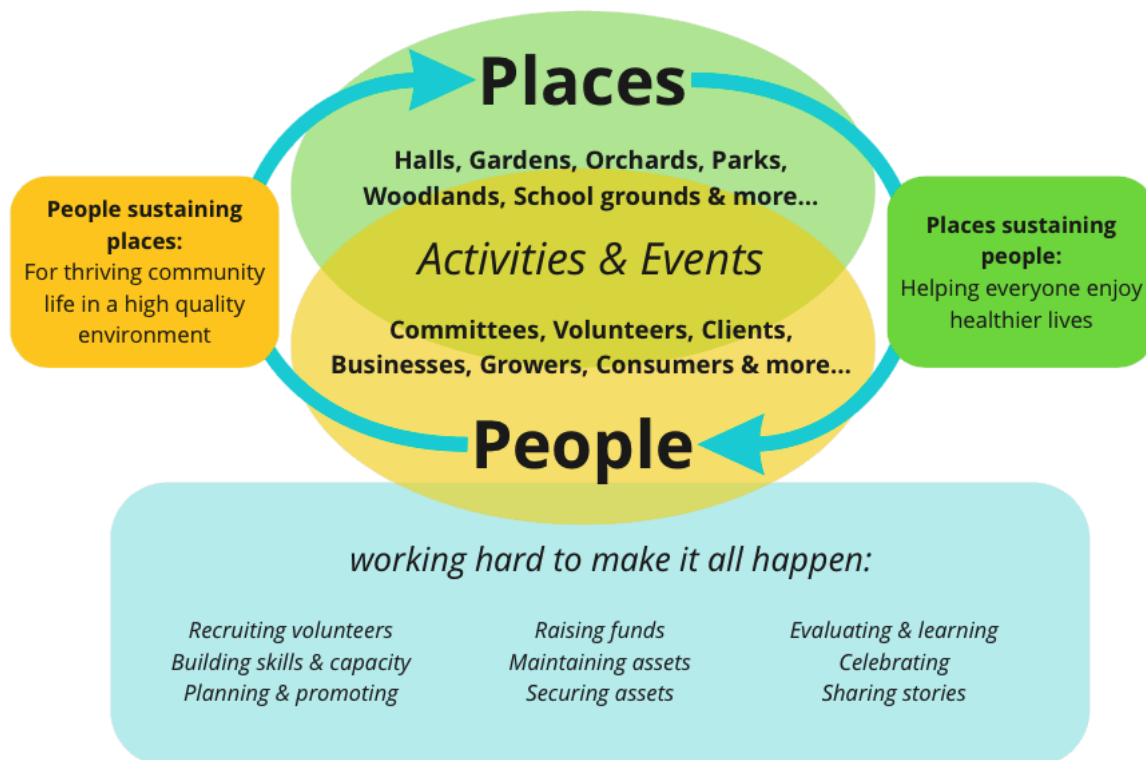 Places
Halls, Gardens, Orchards, Parks,
Woodlands, School grounds & more...
People sustaining
places:
For thriving community
life in a high quality
environment
Activities & Events
Places sustaining
people:
Helping everyone enjoy
healthier lives
Committees, Volunteers, Clients,
Businesses, Growers, Consumers & more...
People
working hard to make it all happen:
Recruiting volunteers
Building skills & capacity
Planning & promoting
Raising funds
Maintaining assets
Securing assets
Evaluating & learning
Celebrating
Sharing stories